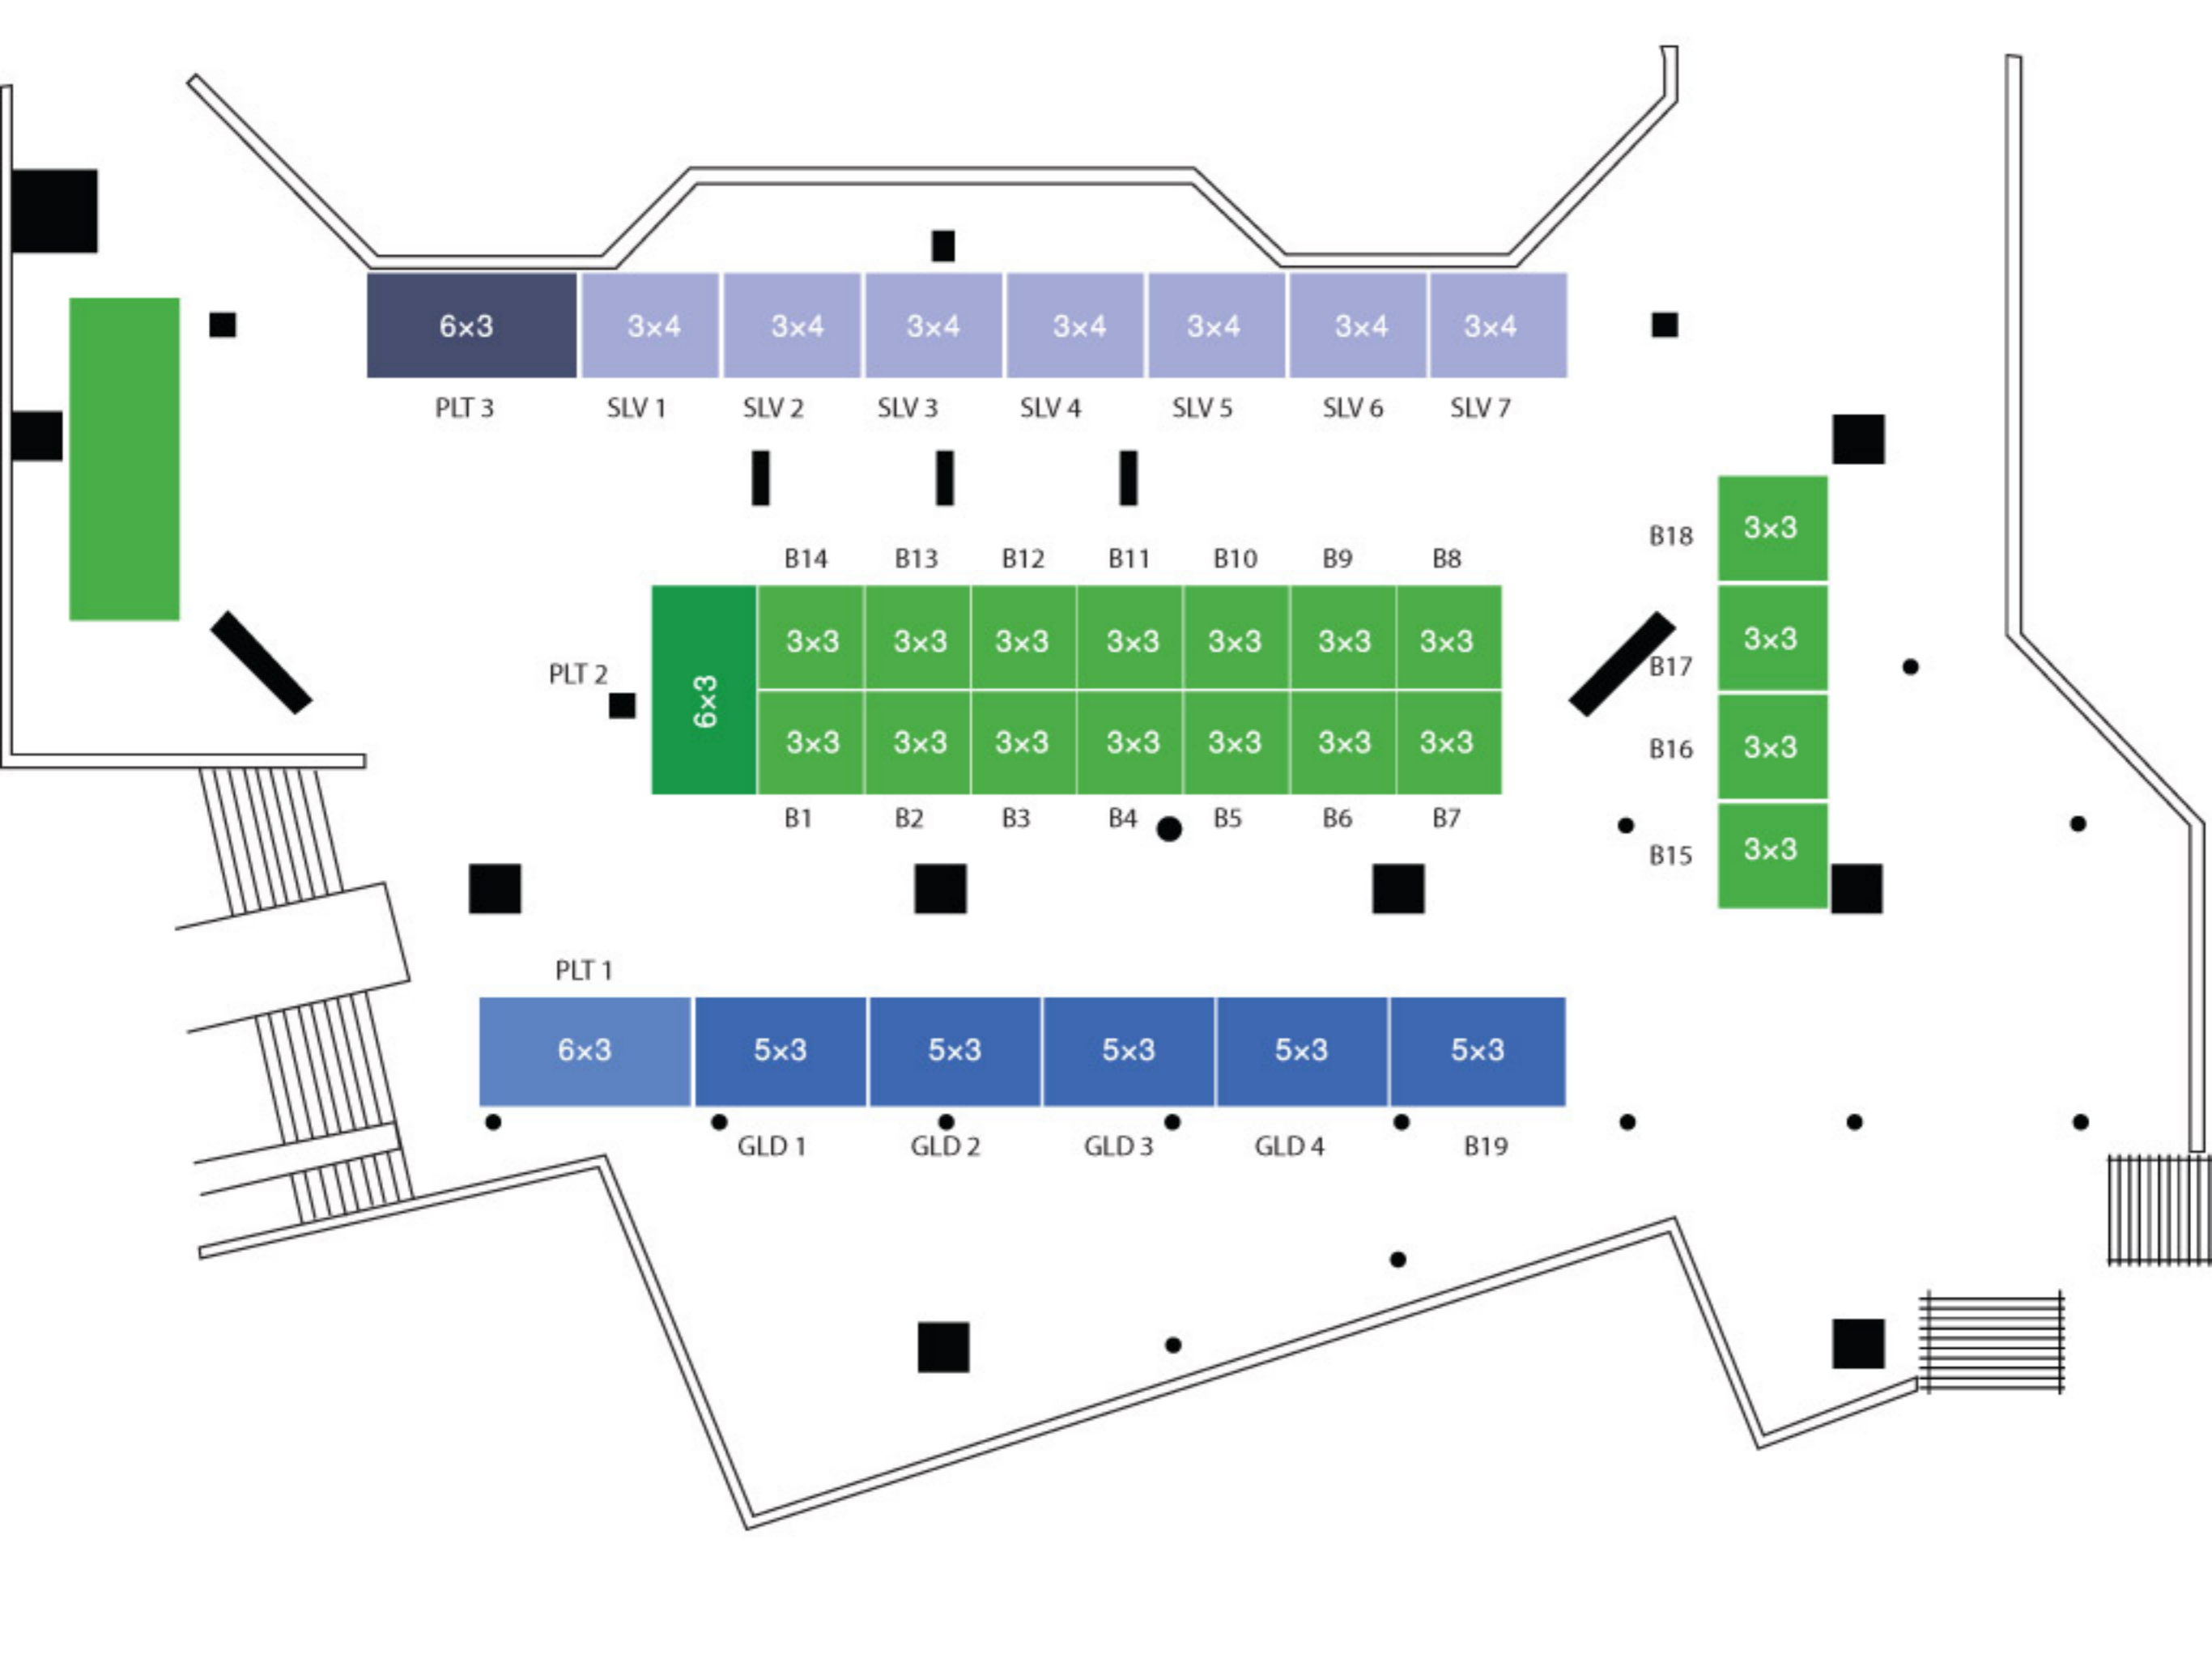 6×3 3×4 3×4 3×4 3×4 3×4 3×4 3×4
PLT 3 SLV 1 SLV 2 SLV 3 SLV 4 SLV 5 SLV 6 SLV 7
B14 B13 B12 B11 B10 B9 B8
3×3 3×3 3×3 3×3 3×3 3×3 3×3
PLT 2
6×3
3×3 3×3 3×3 3×3 3×3 3×3 3×3
B1 B2 B3 B4 B5 B6 B7
B18 3×3
B17 3×3
B16 3×3
B15 3×3
PLT 1
6×3 5×3 5×3 5×3 5×3 5×3
GLD 1 GLD 2 GLD 3 GLD 4 B19